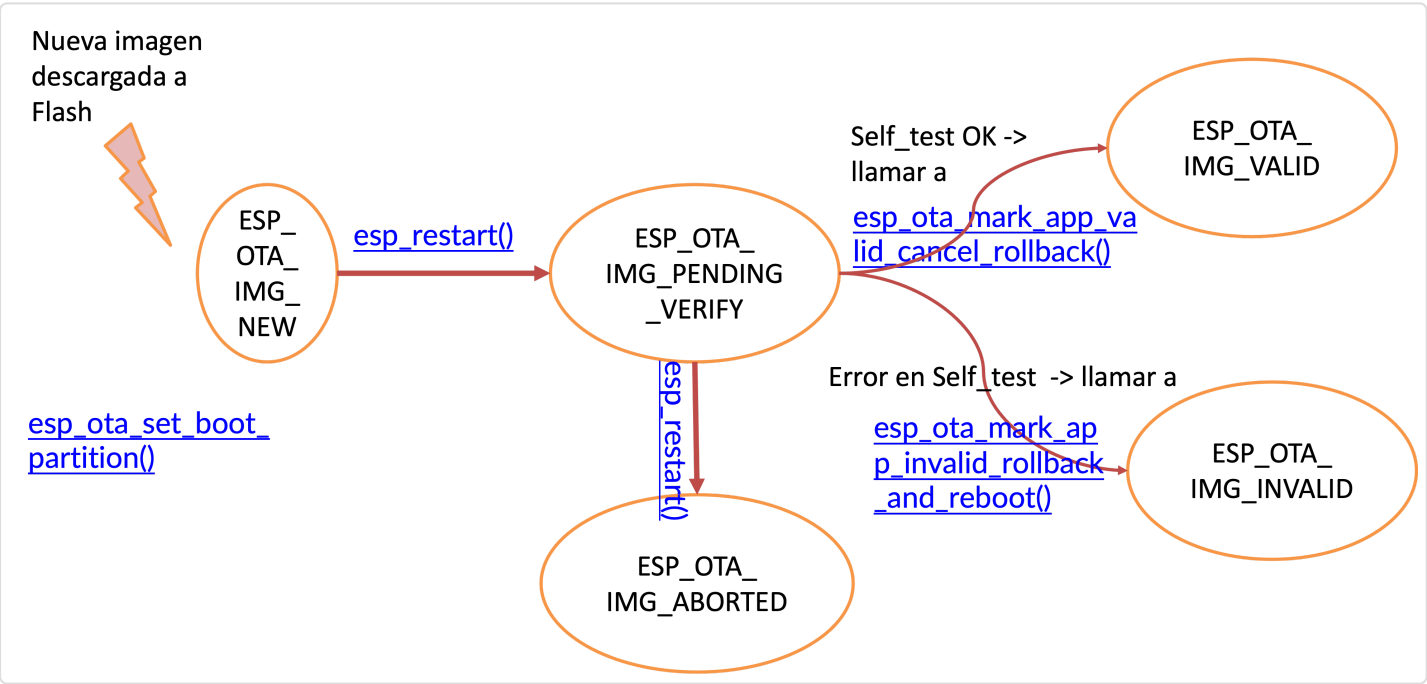 Nueva imagen
descargada a
Flash
ESP_
OTA_
IMG_
NEW
esp_ota_set_boot_
partition()
esp_restart()
ESP_OTA_
IMG_PENDING
_VERIFY
esp_restart()
ESP_OTA_
IMG_ABORTED
Self_test OK ->
llamar a
esp_ota_mark_app_va
lid_cancel_rollback()
ESP_OTA_
IMG_VALID
Error en Self_test  -> llamar a
esp_ota_mark_ap
p_invalid_rollback
_and_reboot()
ESP_OTA_
IMG_INVALID